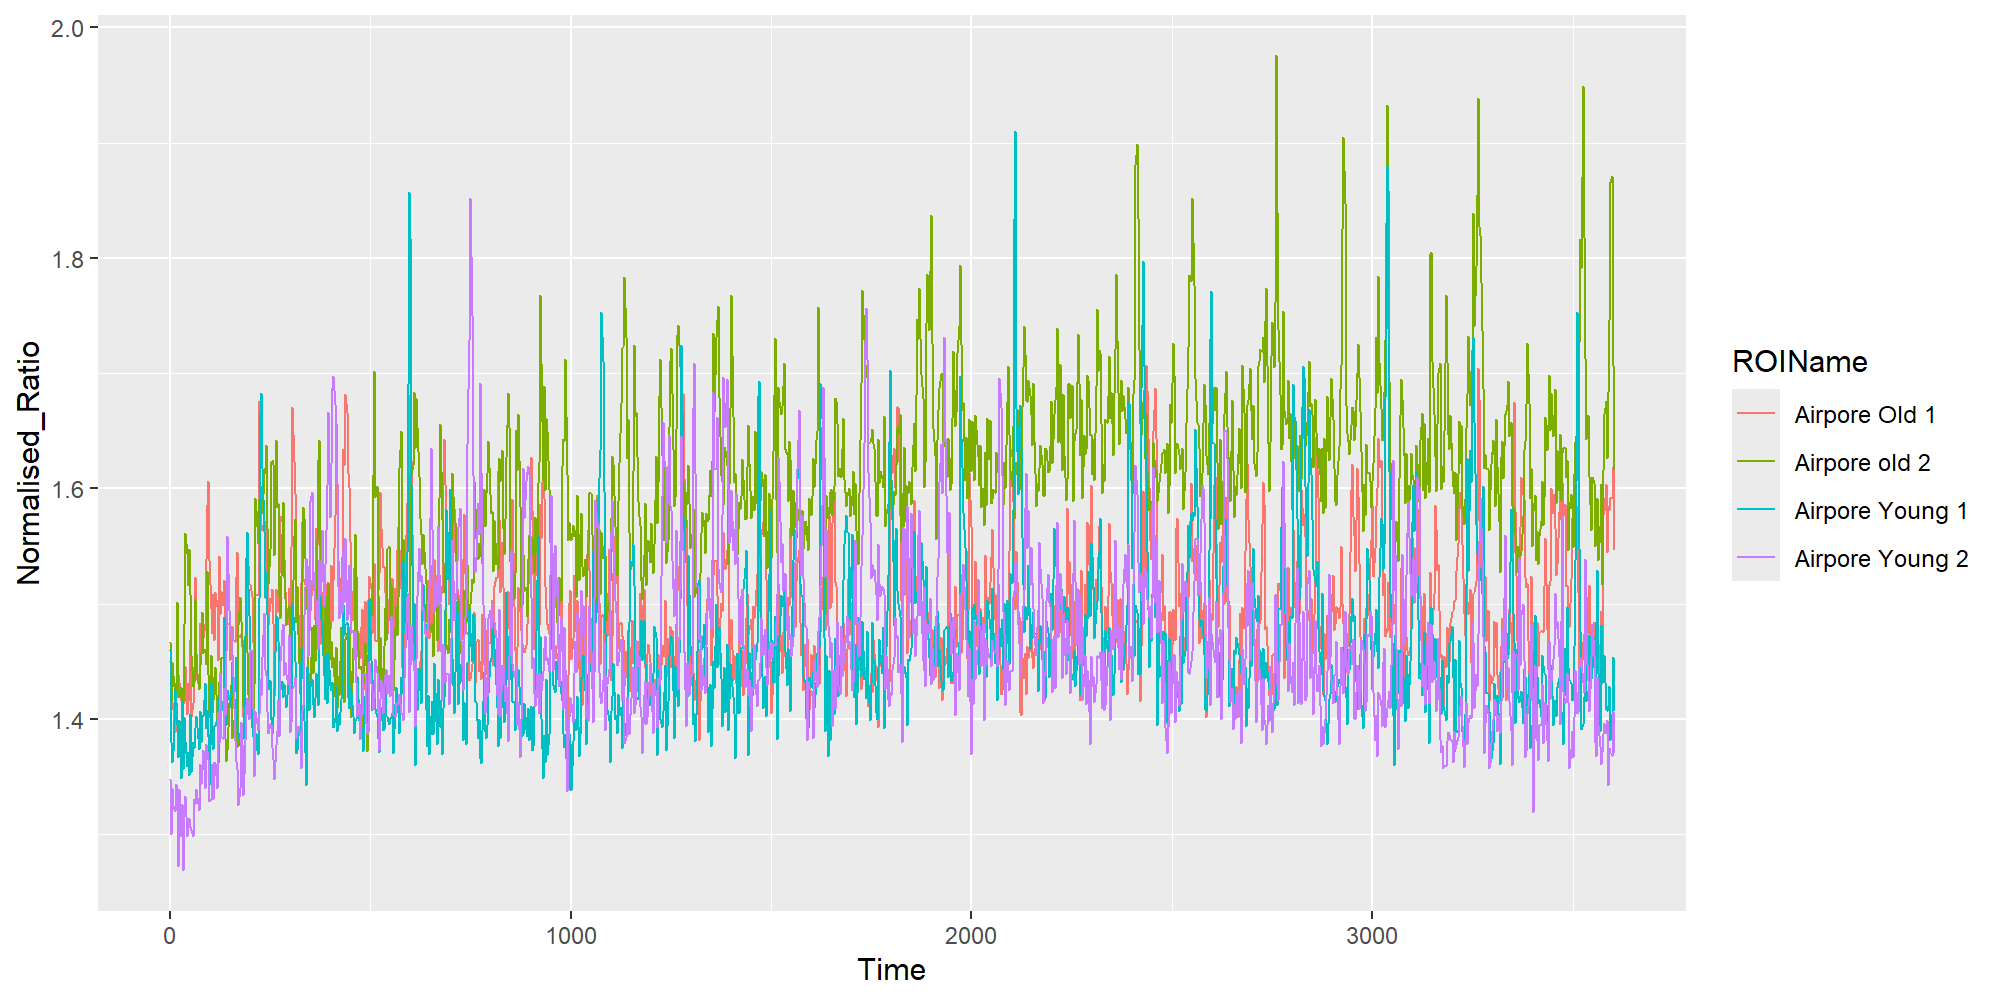 2.0
1.8
1.6
1.4
Normalised_Ratio
0
1000
2000
3000
Time
ROIName
Airpore Old 1
Airpore old 2
Airpore Young 1
Airpore Young 2